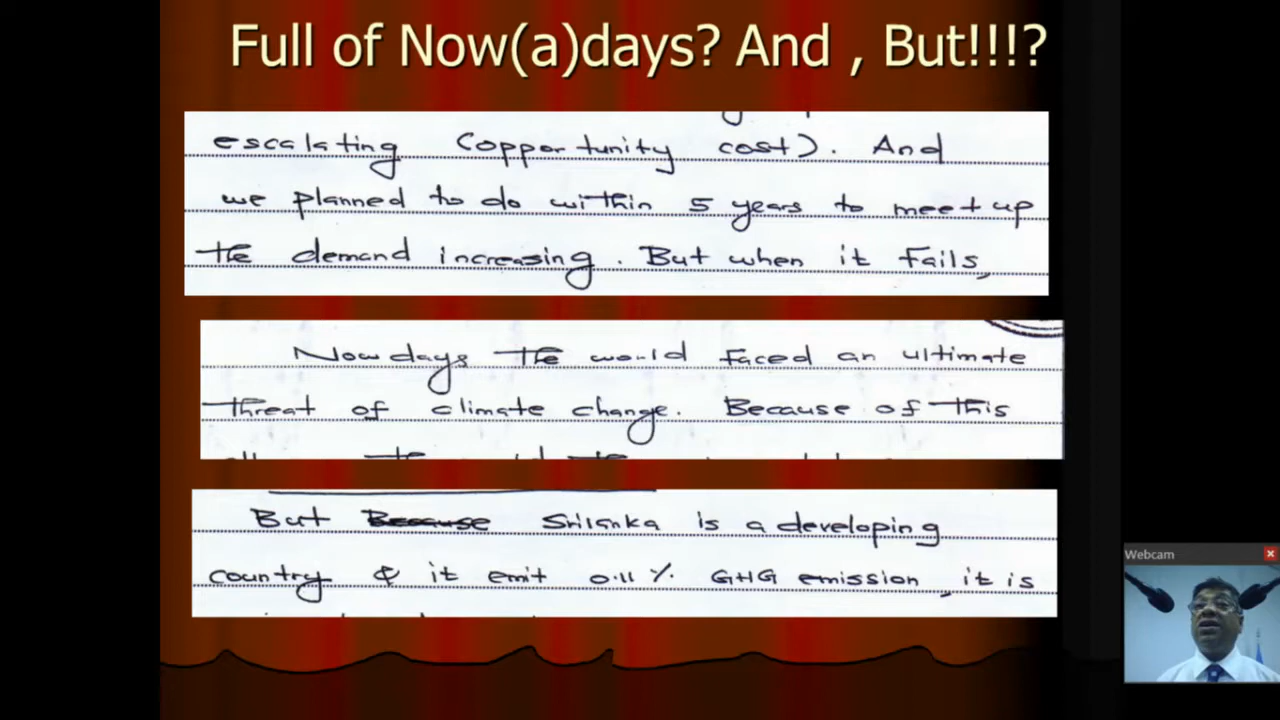 Full of Now(a)days? And , But!!!?
escalating (opportunity cost). And
we planned to do within 5 years to meet up
the demand increasing. But when it fails,
Nowdays the would faced an ultimate
threat of climate change. Because of this
But Because Srilanka is a developing
country & it emit 0.11 %. GHG emission, it is
Webcam